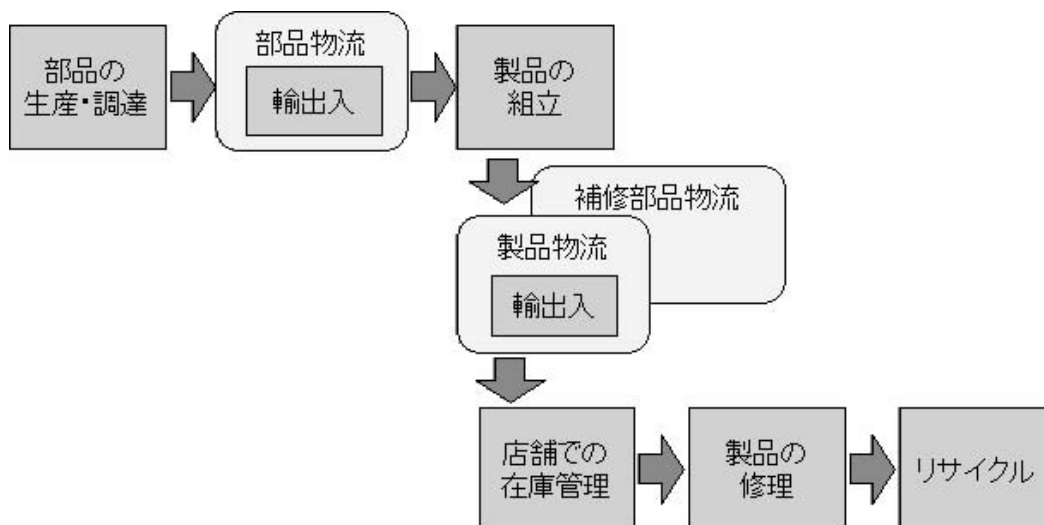 部品の
生産・調達
部品物流
輸出入
製品の
組立
補修部品物流
製品物流
輸出入
店舗での
在庫管理
製品の
修理
リサイクル